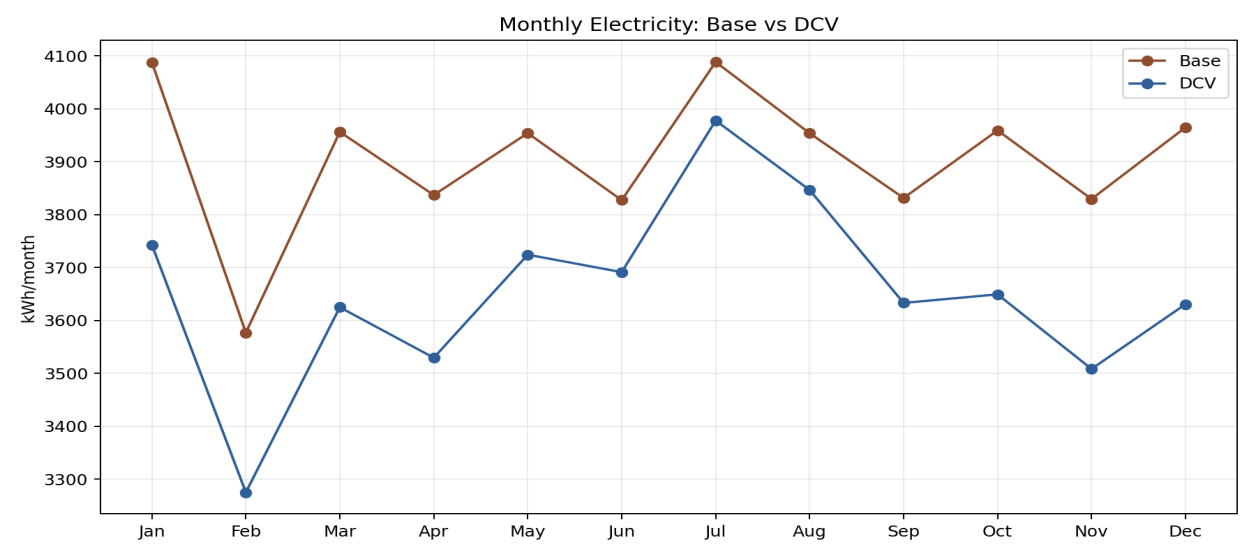 Monthly Electricity: Base vs DCV
kWh/month
4100
4000
3900
3800
3700
3600
3500
3400
3300
Base
DCV
Jan Feb Mar Apr May Jun Jul Aug Sep Oct Nov Dec